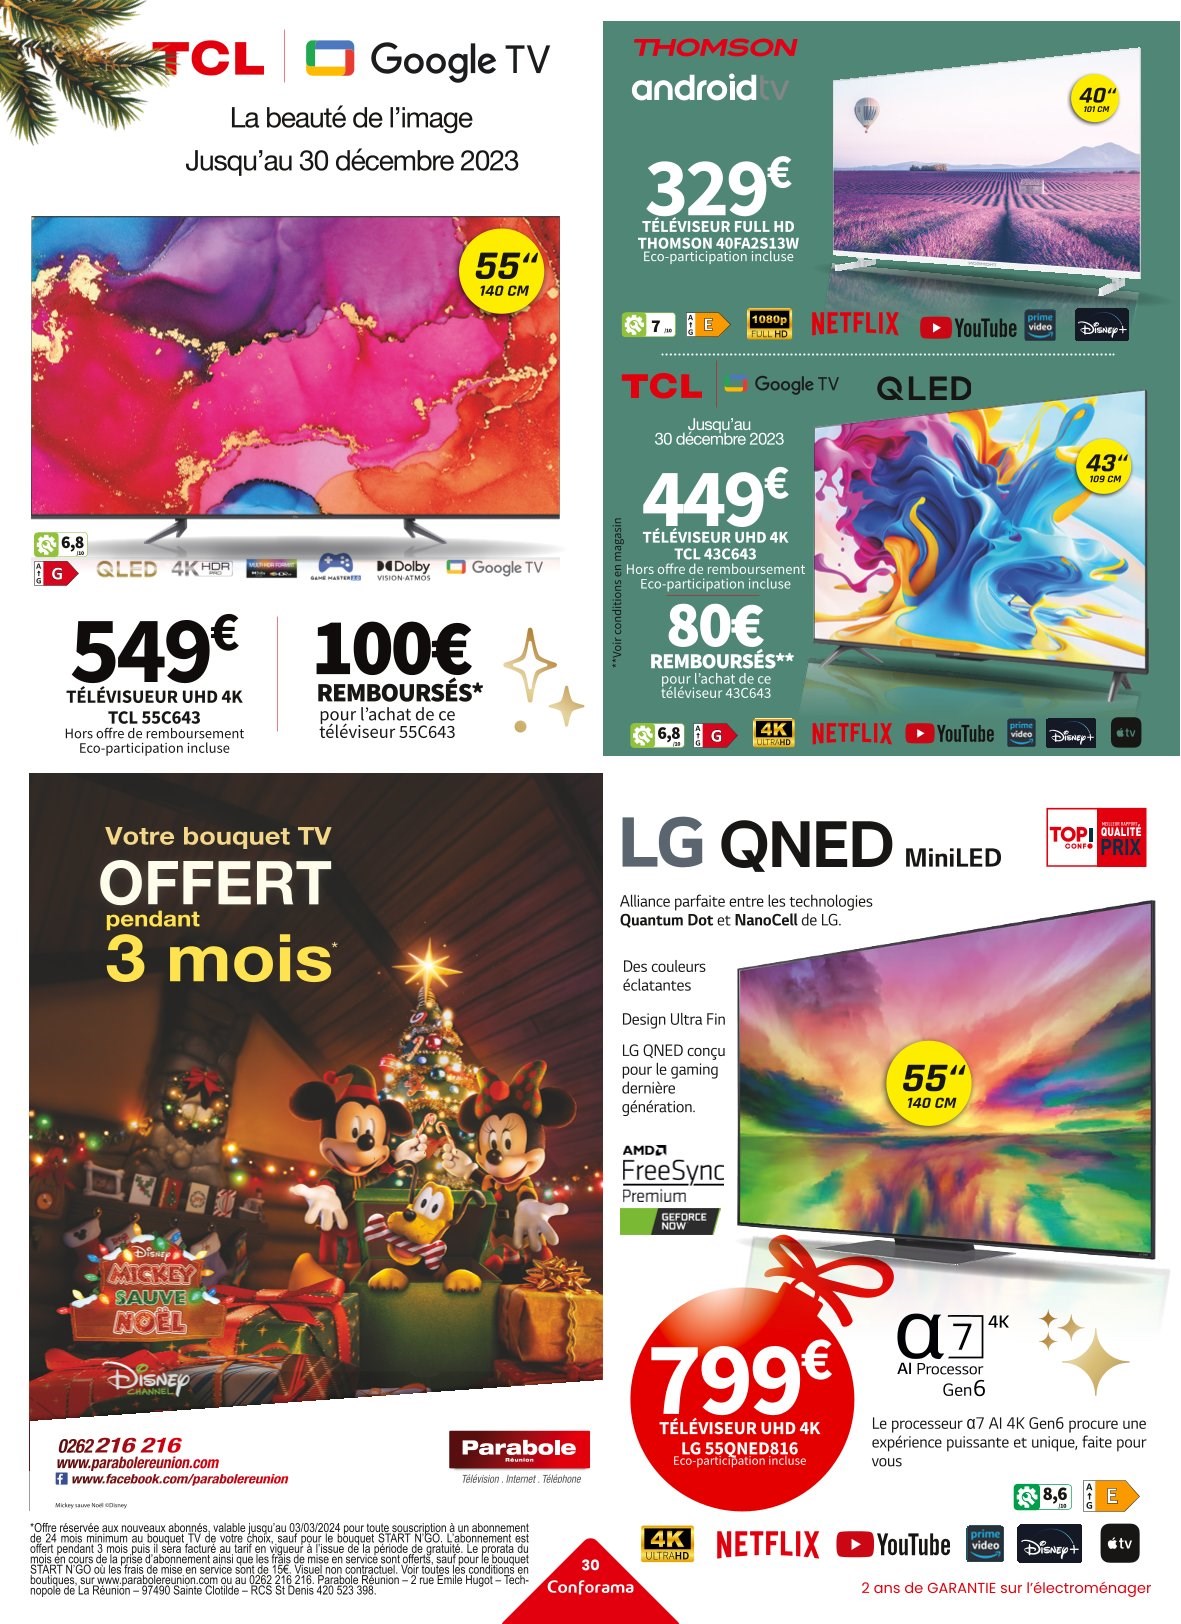 TCL
Google TV
La beauté de l'image
Jusqu'au 30 décembre 2023
55“
140 CM
6,8
/10
A
G
G
QLED
4K HDR
PRO
GAME MASTER 2.0
Dolby
VISION·ATMOS
Google TV
549€
TÉLÉVISUEUR UHD 4K
TCL 55C643
Hors offre de remboursement
Eco-participation incluse
100€
REMBOURSÉS*
pour l'achat de ce
téléviseur 55C643
THOMSON
androidtv
40“
101 CM
329€
TÉLÉVISEUR FULL HD
THOMSON 40FA2S13W
Eco-participation incluse
7 /10
A
G
E
1080p
FULL HD
NETFLIX
YouTube
prime
video
Disney+
TCL
Google TV
QLED
Jusqu'au
30 décembre 2023
43“
109 CM
449€
TÉLÉVISEUR UHD 4K
TCL 43C643
Hors offre de remboursement
Eco-participation incluse
80€
REMBOURSÉS**
pour l'achat de ce
téléviseur 43C643
**Voir conditions en magasin
6,8
/10
A
G
G
4K
ULTRA HD
NETFLIX
YouTube
prime
video
Disney+
tv
Votre bouquet TV
OFFERT
pendant
3 mois*
Disney
MICKEY
SAUVE
NOËL
Disney
CHANNEL
0262 216 216
www.parabolereunion.com
www.facebook.com/parabolereunion
Parabole
Réunion
Télévision . Internet . Téléphone
Mickey sauve Noël ©Disney
*Offre réservée aux nouveaux abonnés, valable jusqu'au 03/03/2024 pour toute souscription à un abonnement
de 24 mois minimum au bouquet TV de votre choix, sauf pour le bouquet START N'GO. L'abonnement est
offert pendant 3 mois puis il sera facturé au tarif en vigueur à l'issue de la période de gratuité. Le prorata du
mois en cours de la prise d'abonnement ainsi que les frais de mise en service sont offerts, sauf pour le bouquet
START N'GO où les frais de mise en service sont de 15€. Visuel non contractuel. Voir toutes les conditions en
boutiques, sur www.parabolereunion.com ou au 0262 216 216. Parabole Réunion – 2 rue Emile Hugot – Tech-
nopole de La Réunion – 97490 Sainte Clotilde – RCS St Denis 420 523 398.
LG QNED MiniLED
TOP!
CONFO
MEILLEUR RAPPORT
QUALITÉ
PRIX
Alliance parfaite entre les technologies
Quantum Dot et NanoCell de LG.
Des couleurs
éclatantes
Design Ultra Fin
LG QNED conçu
pour le gaming
dernière
génération.
55“
140 CM
AMD
FreeSync
Premium
GEFORCE
NOW
799€
TÉLÉVISEUR UHD 4K
LG 55QNED816
Eco-participation incluse
α7 4K
AI Processor
Gen6
Le processeur α7 AI 4K Gen6 procure une
expérience puissante et unique, faite pour
vous
8,6
/10
A
G
E
4K
ULTRA HD
NETFLIX
YouTube
prime
video
Disney+
tv
30
Conforama
2 ans de GARANTIE sur l'électroménager